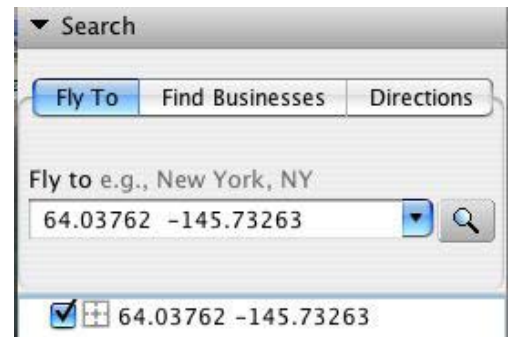 Search
Fly To Find Businesses Directions
Fly to e.g., New York, NY
64.03762 -145.73263
64.03762 -145.73263